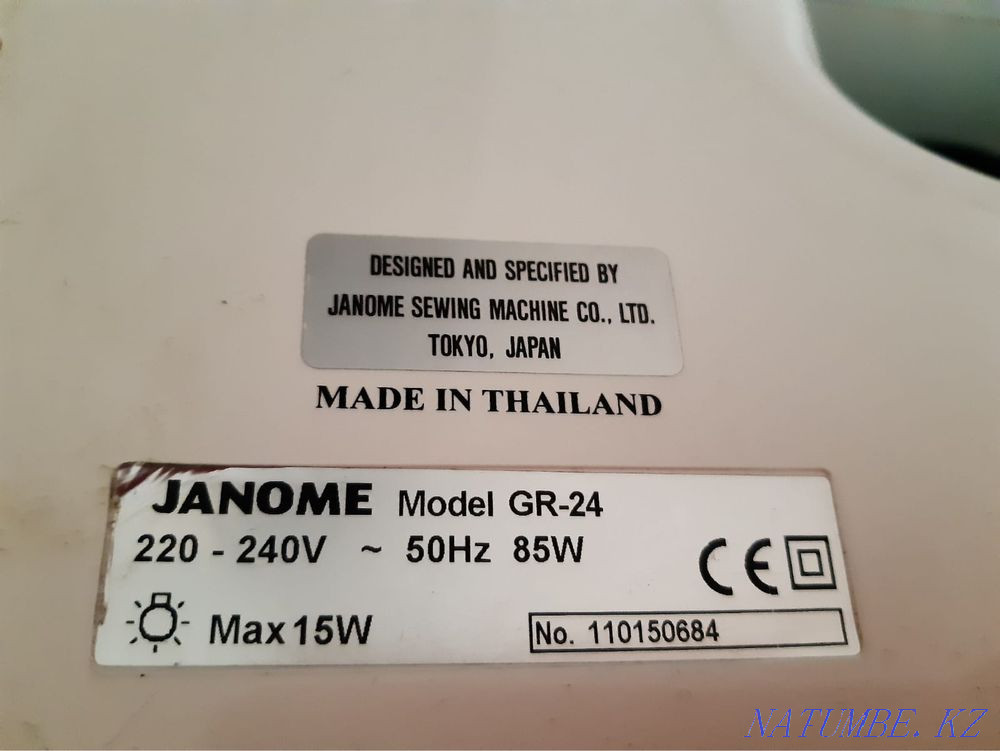 DESIGNED AND SPECIFIED BY
JANOME SEWING MACHINE CO., LTD.
TOKYO, JAPAN
MADE IN THAILAND
JANOME Model GR-24
220 - 240V ~ 50Hz 85W
CE
Max 15W
No. 110150684
NATUMBE.KZ